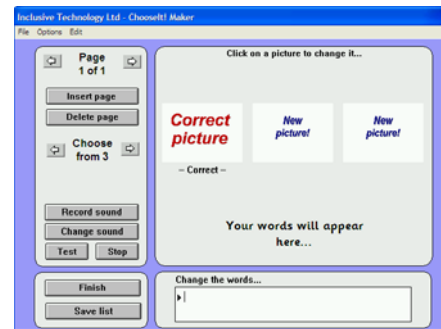 Inclusive Technology Ltd - ChooseIt! Maker
File Options Edit
Page
1 of 1
Insert page
Delete page
Choose
from 3
Record sound
Change sound
Test Stop
Finish
Save list
Click on a picture to change it...
Correct
picture
– Correct –
New
picture!
New
picture!
Your words will appear
here...
Change the words...